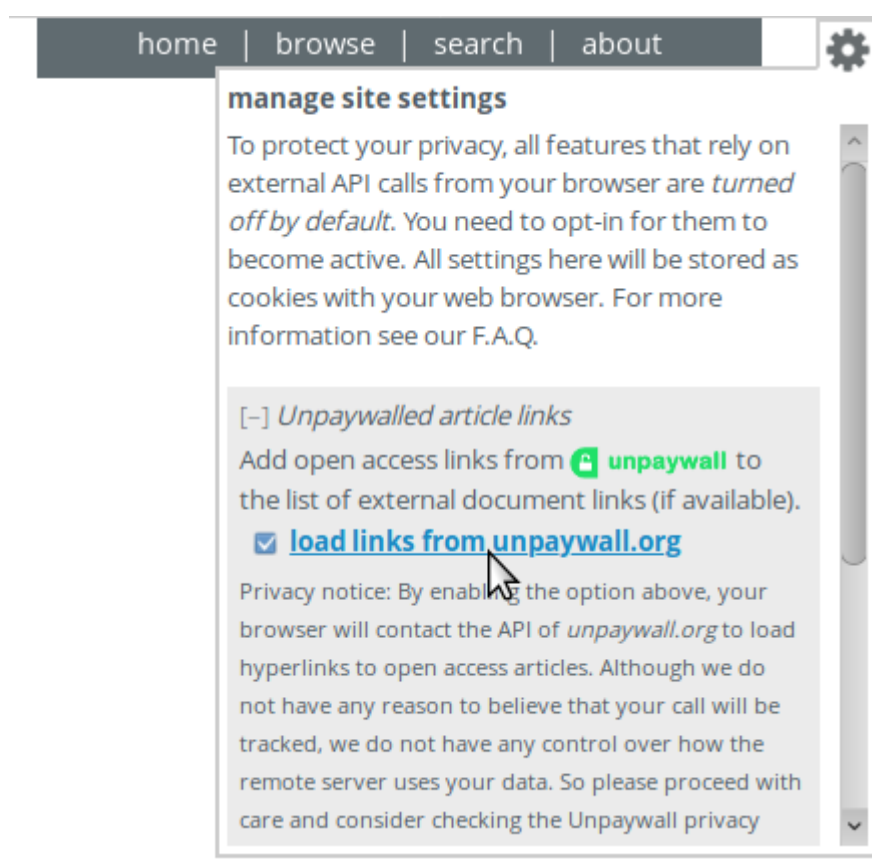 home | browse | search | about
manage site settings
To protect your privacy, all features that rely on
external API calls from your browser are turned
off by default. You need to opt-in for them to
become active. All settings here will be stored as
cookies with your web browser. For more
information see our F.A.Q.
[–] Unpaywalled article links
Add open access links from unpaywall to
the list of external document links (if available).
load links from unpaywall.org
Privacy notice: By enabling the option above, your
browser will contact the API of unpaywall.org to load
hyperlinks to open access articles. Although we do
not have any reason to believe that your call will be
tracked, we do not have any control over how the
remote server uses your data. So please proceed with
care and consider checking the Unpaywall privacy